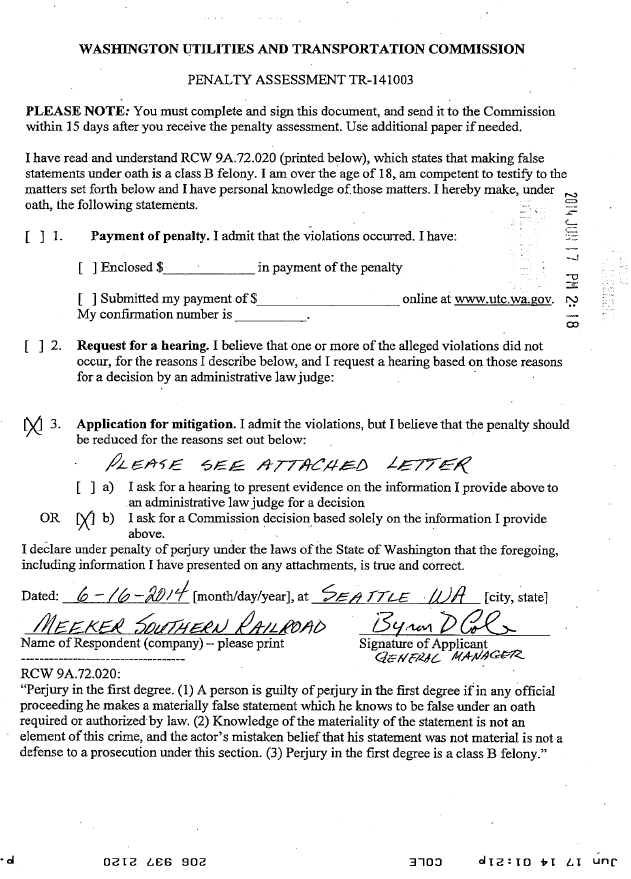 WASHINGTON UTILITIES AND TRANSPORTATION COMMISSION
PENALTY ASSESSMENT TR-141003
PLEASE NOTE: You must complete and sign this document, and send it to the Commission
within 15 days after you receive the penalty assessment. Use additional paper if needed.
I have read and understand RCW 9A.72.020 (printed below), which states that making false
statements under oath is a class B felony. I am over the age of 18, am competent to testify to the
matters set forth below and I have personal knowledge of those matters. I hereby make, under
oath, the following statements.
[ ] 1. Payment of penalty. I admit that the violations occurred. I have:
[ ] Enclosed $____________ in payment of the penalty
[ ] Submitted my payment of $____________________ online at www.utc.wa.gov.
My confirmation number is __________.
[ ] 2. Request for a hearing. I believe that one or more of the alleged violations did not
occur, for the reasons I describe below, and I request a hearing based on those reasons
for a decision by an administrative law judge:
[X] 3. Application for mitigation. I admit the violations, but I believe that the penalty should
be reduced for the reasons set out below:
PLEASE SEE ATTACHED LETTER
[ ] a) I ask for a hearing to present evidence on the information I provide above to
an administrative law judge for a decision
OR [X] b) I ask for a Commission decision based solely on the information I provide
above.
I declare under penalty of perjury under the laws of the State of Washington that the foregoing,
including information I have presented on any attachments, is true and correct.
Dated: 6-16-2014 [month/day/year], at SEATTLE WA [city, state]
MEEKER SOUTHERN RAILROAD Byron D Cole
Name of Respondent (company) – please print Signature of Applicant
GENERAL MANAGER
-----------------------------------
RCW 9A.72.020:
"Perjury in the first degree. (1) A person is guilty of perjury in the first degree if in any official
proceeding he makes a materially false statement which he knows to be false under an oath
required or authorized by law. (2) Knowledge of the materiality of the statement is not an
element of this crime, and the actor's mistaken belief that his statement was not material is not a
defense to a prosecution under this section. (3) Perjury in the first degree is a class B felony."
2014 JUN 17 PM 2:18
Jun 17 14 01:21p COLE 206 937 2120 p.